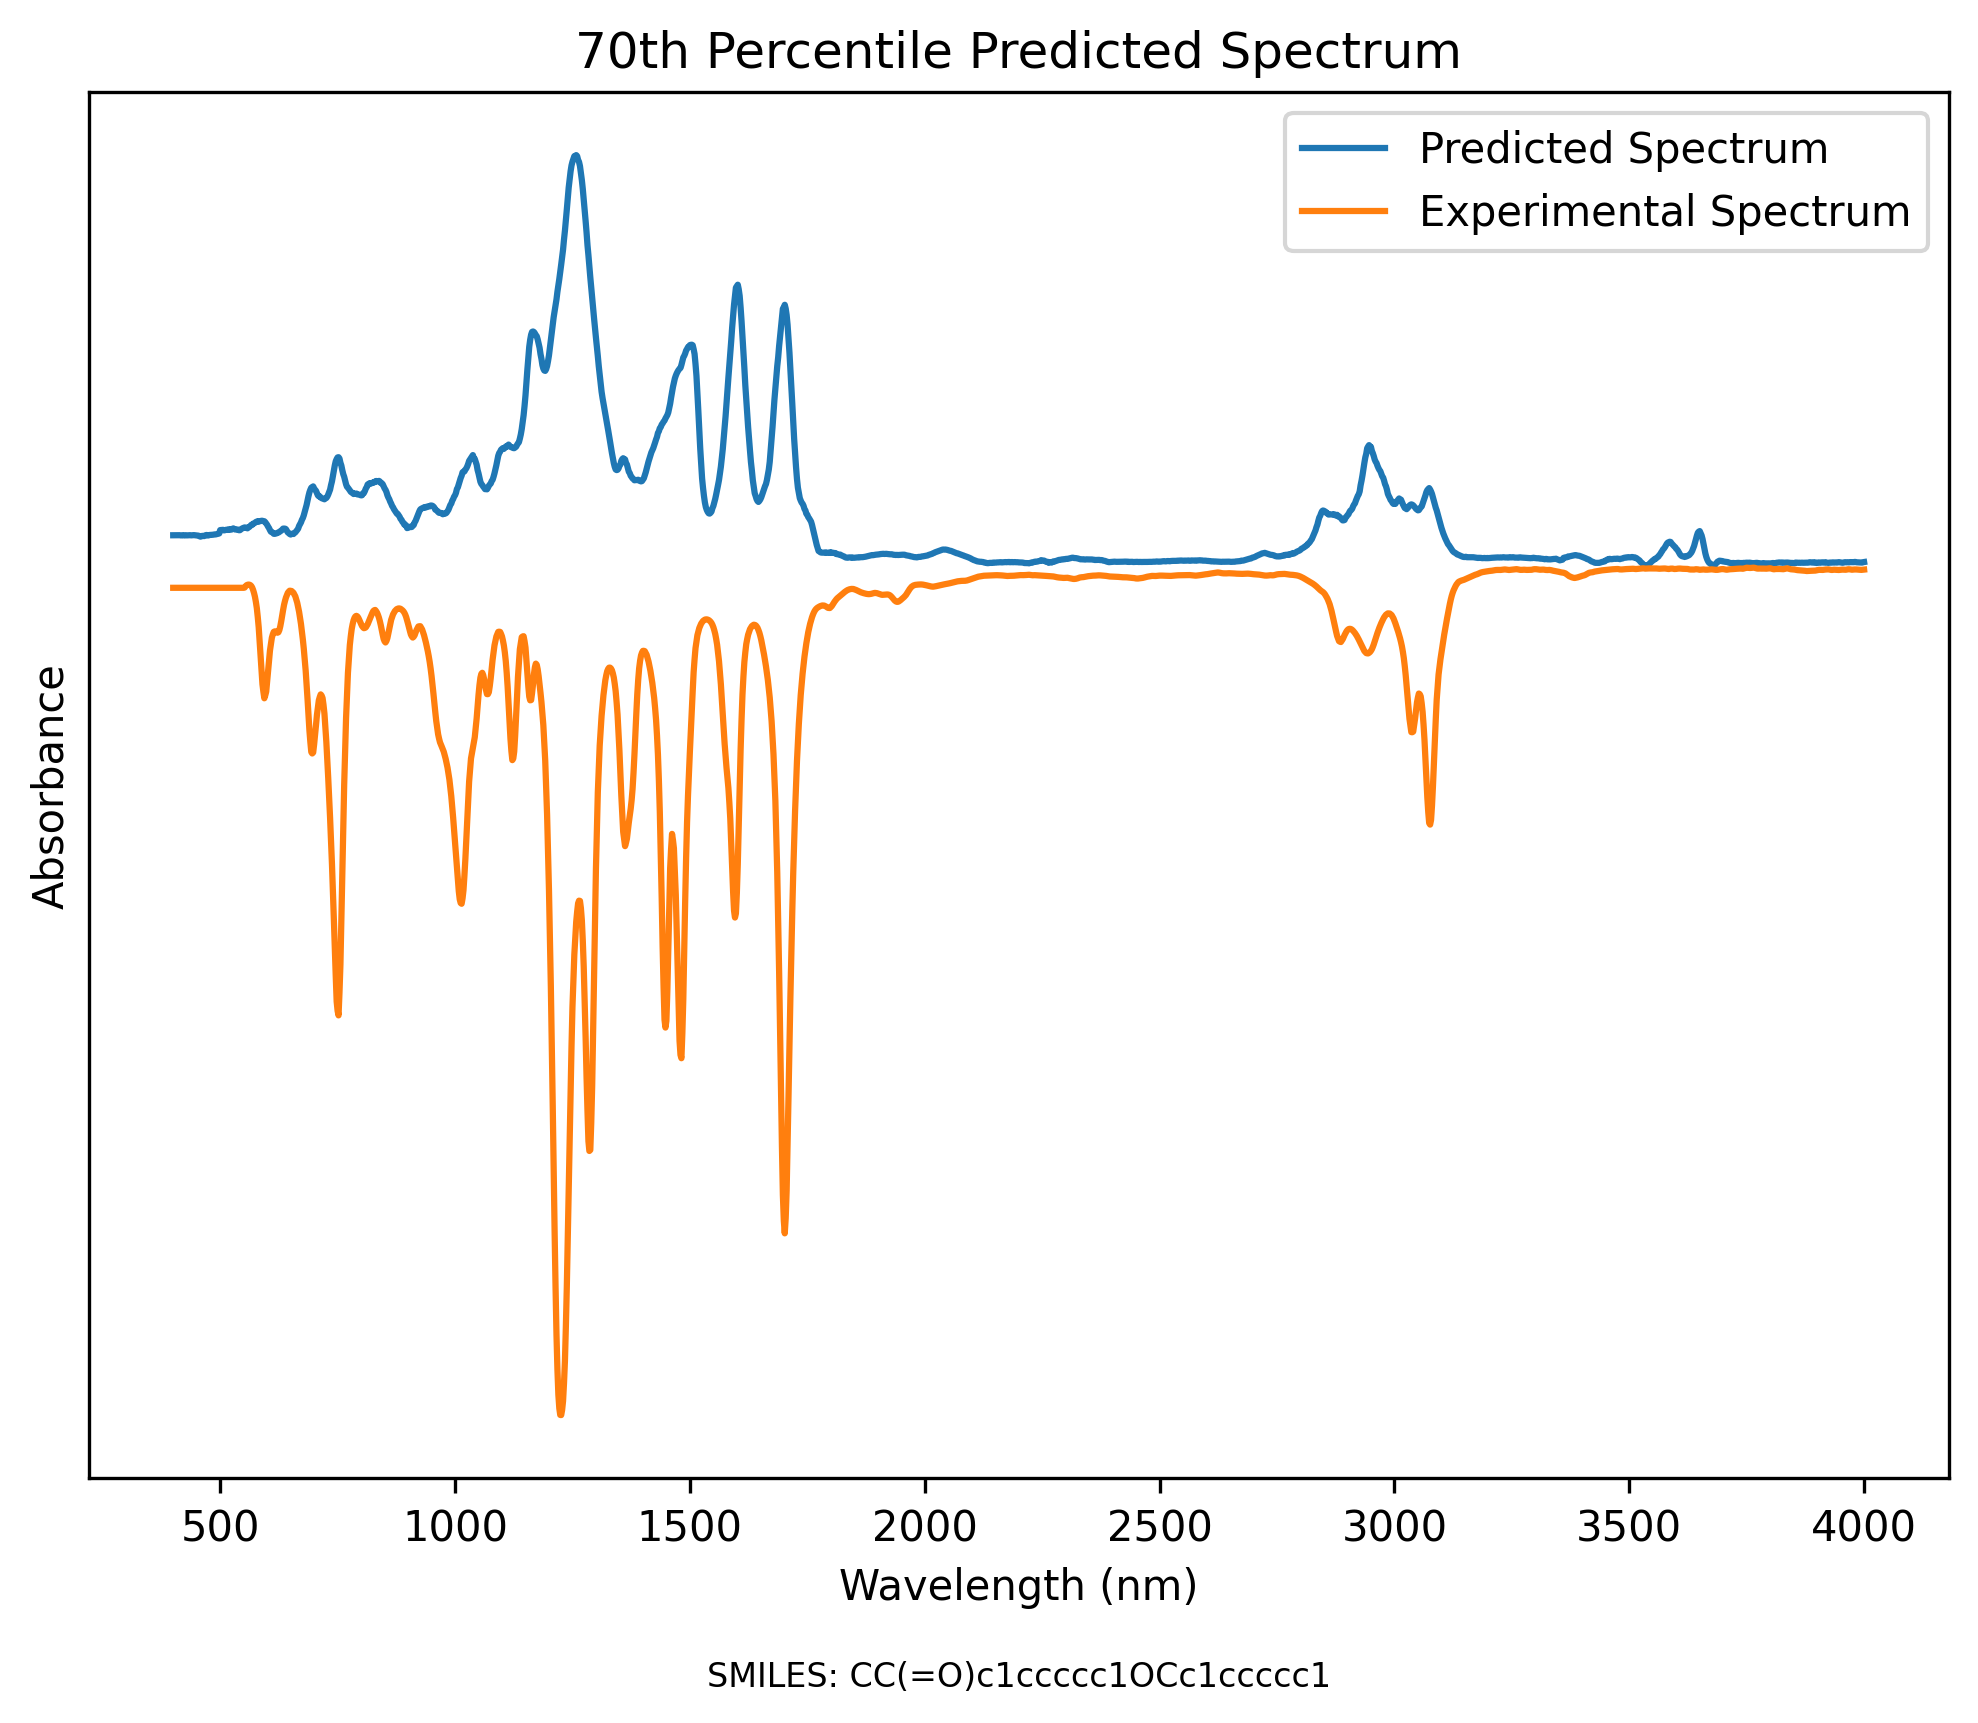 70th Percentile Predicted Spectrum
Predicted Spectrum
Experimental Spectrum
Absorbance
500 1000 1500 2000 2500 3000 3500 4000
Wavelength (nm)
SMILES: CC(=O)c1ccccc1OCc1ccccc1